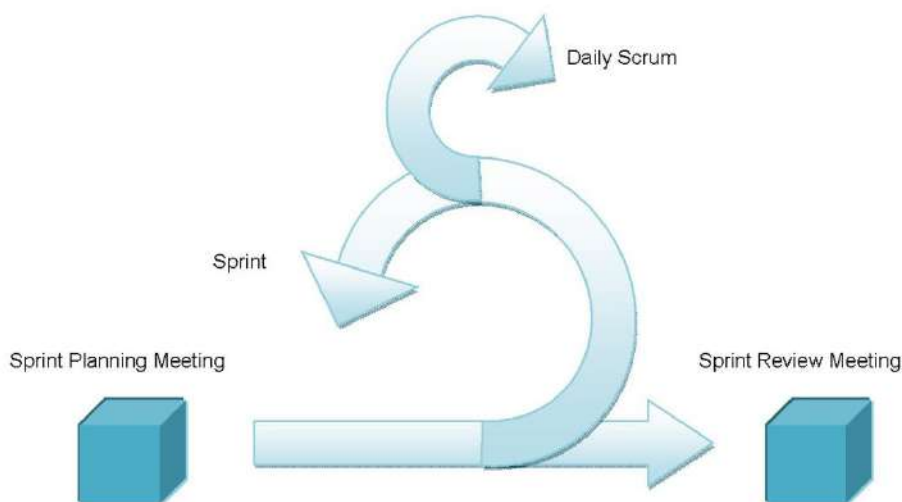 Daily Scrum
Sprint
Sprint Planning Meeting
Sprint Review Meeting